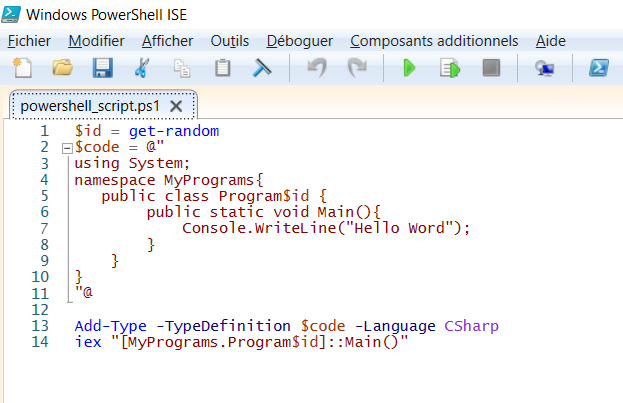 Windows PowerShell ISE
Fichier Modifier Afficher Outils Déboguer Composants additionnels Aide
powershell_script.ps1
1 $id = get-random
2 $code = @"
3 using System;
4 namespace MyPrograms{
5 public class Program$id {
6 public static void Main(){
7 Console.WriteLine("Hello Word");
8 }
9 }
10 }
11 "@
12
13 Add-Type -TypeDefinition $code -Language CSharp
14 iex "[MyPrograms.Program$id]::Main()"